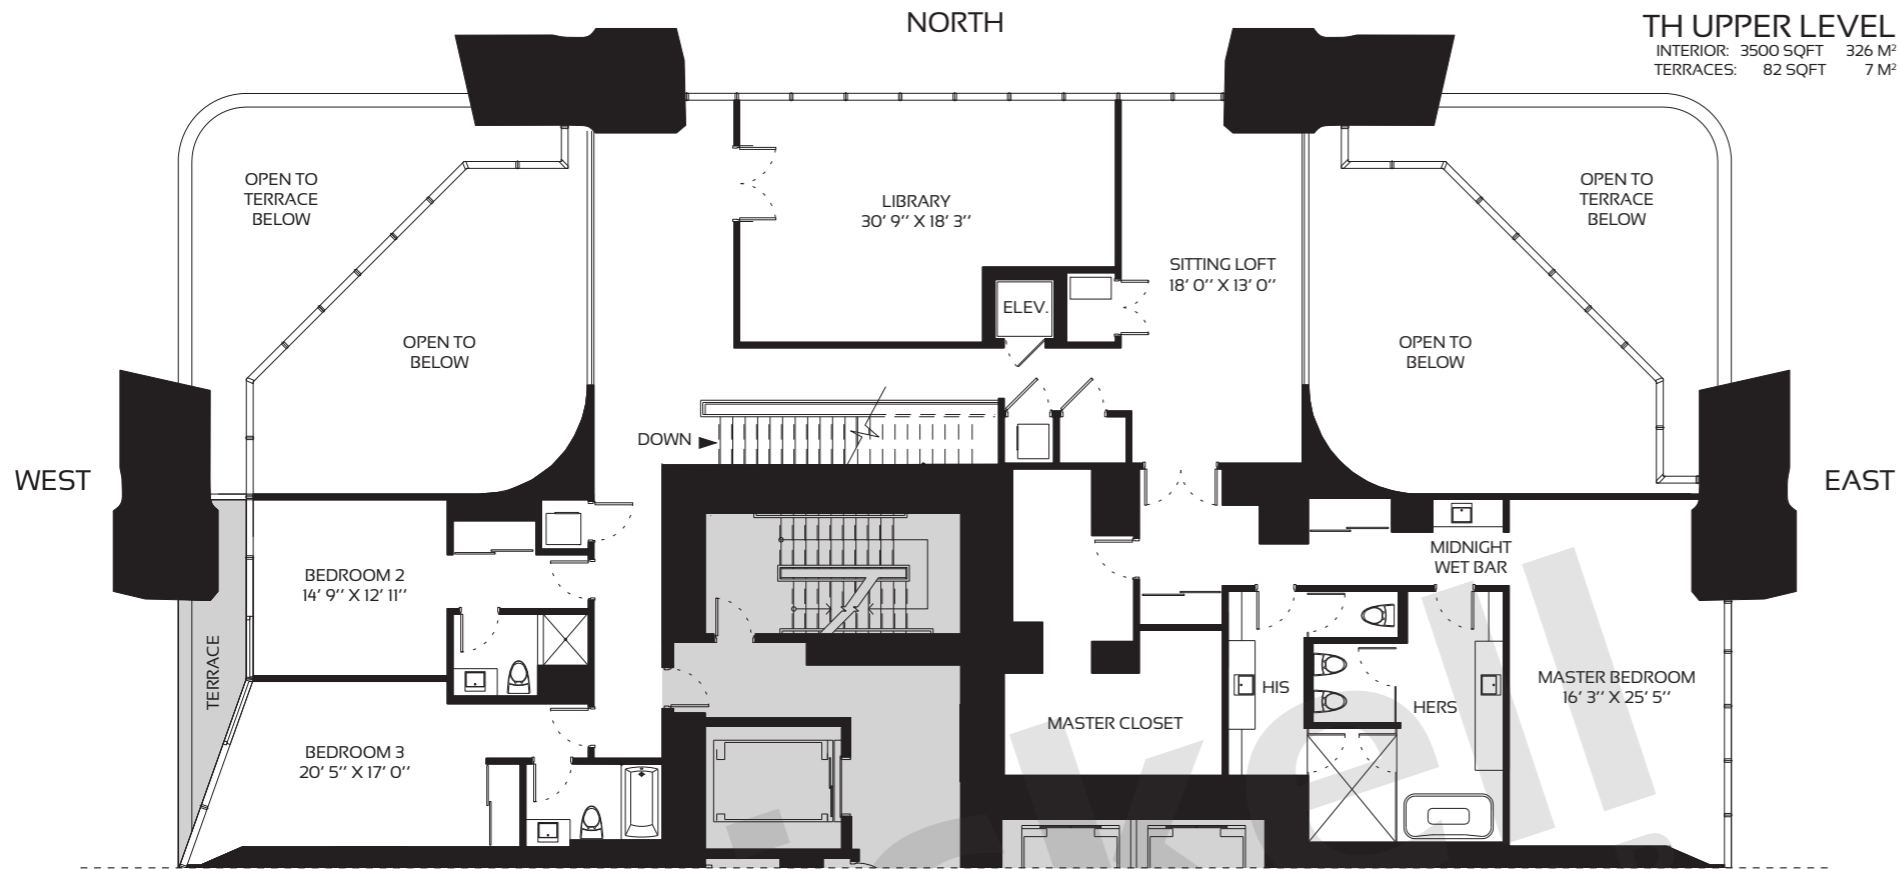 NORTH
TH UPPER LEVEL
INTERIOR: 3500 SQFT 326 M²
TERRACES: 82 SQFT 7 M²
OPEN TO
TERRACE
BELOW
OPEN TO
TERRACE
BELOW
LIBRARY
30' 9'' X 18' 3''
SITTING LOFT
18' 0'' X 13' 0''
ELEV.
OPEN TO
BELOW
OPEN TO
BELOW
DOWN
WEST
EAST
MIDNIGHT
WET BAR
BEDROOM 2
14' 9'' X 12' 11''
TERRACE
MASTER BEDROOM
16' 3'' X 25' 5''
HIS
HERS
MASTER CLOSET
BEDROOM 3
20' 5'' X 17' 0''